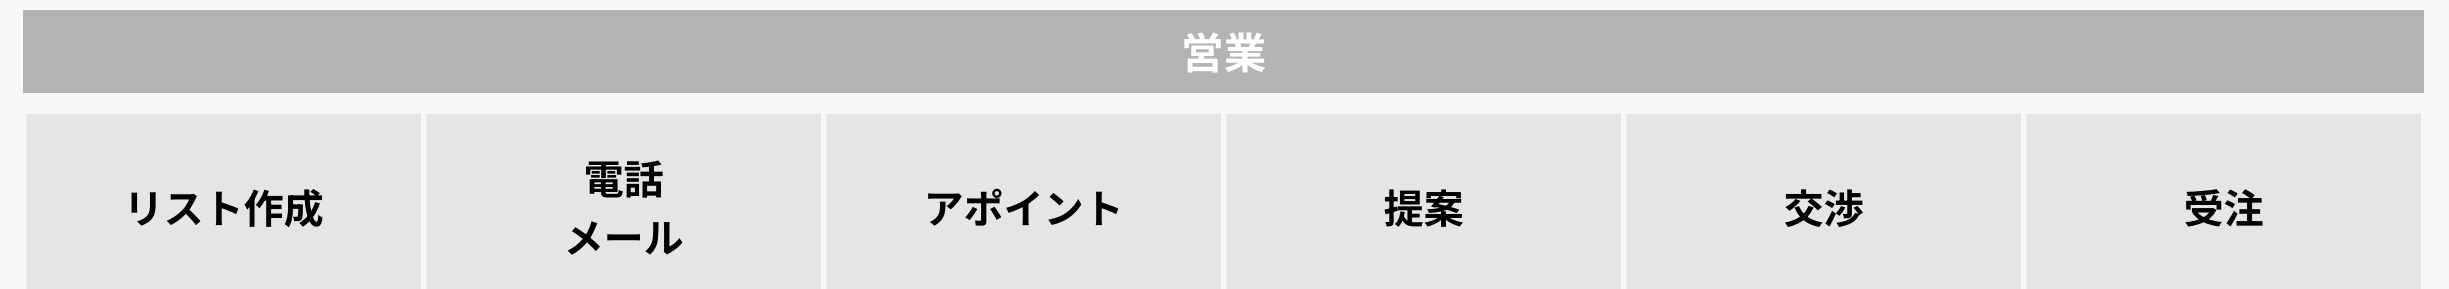 営業
リスト作成
電話
メール
アポイント
提案
交渉
受注